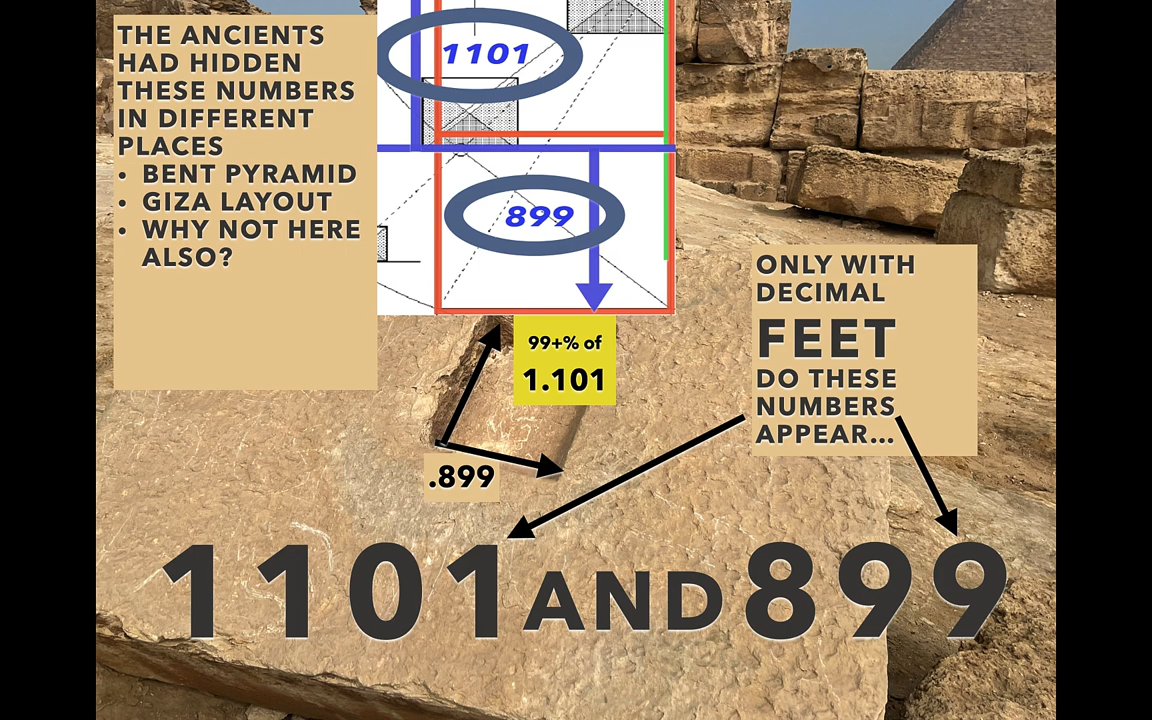 THE ANCIENTS
HAD HIDDEN
THESE NUMBERS
IN DIFFERENT
PLACES
• BENT PYRAMID
• GIZA LAYOUT
• WHY NOT HERE
ALSO?
1101
899
99+% of
1.101
.899
ONLY WITH
DECIMAL
FEET
DO THESE
NUMBERS
APPEAR...
1101 AND 899